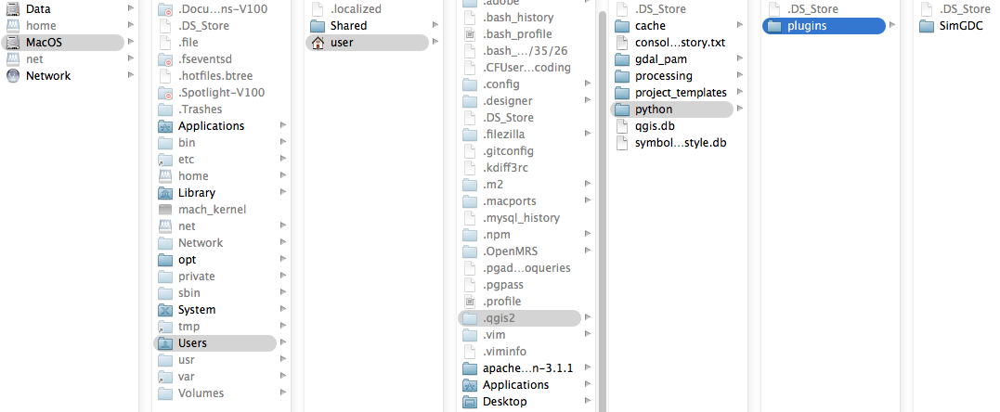 Data
home
MacOS
net
Network
.Docu...ns-V100
.DS_Store
.file
.fseventsd
.hotfiles.btree
.Spotlight-V100
.Trashes
Applications
bin
etc
home
Library
mach_kernel
net
Network
opt
private
sbin
System
tmp
Users
usr
var
Volumes
.localized
Shared
user
.adobe
.bash_history
.bash_profile
.bash_.../35/26
.CFUser...coding
.config
.designer
.DS_Store
.filezilla
.gitconfig
.kdiff3rc
.m2
.macports
.mysql_history
.npm
.OpenMRS
.pgad...oqueries
.pgpass
.profile
.qgis2
.vim
.viminfo
apache...n-3.1.1
Applications
Desktop
.DS_Store
cache
consol...story.txt
gdal_pam
processing
project_templates
python
qgis.db
symbol...style.db
.DS_Store
plugins
.DS_Store
SimGDC